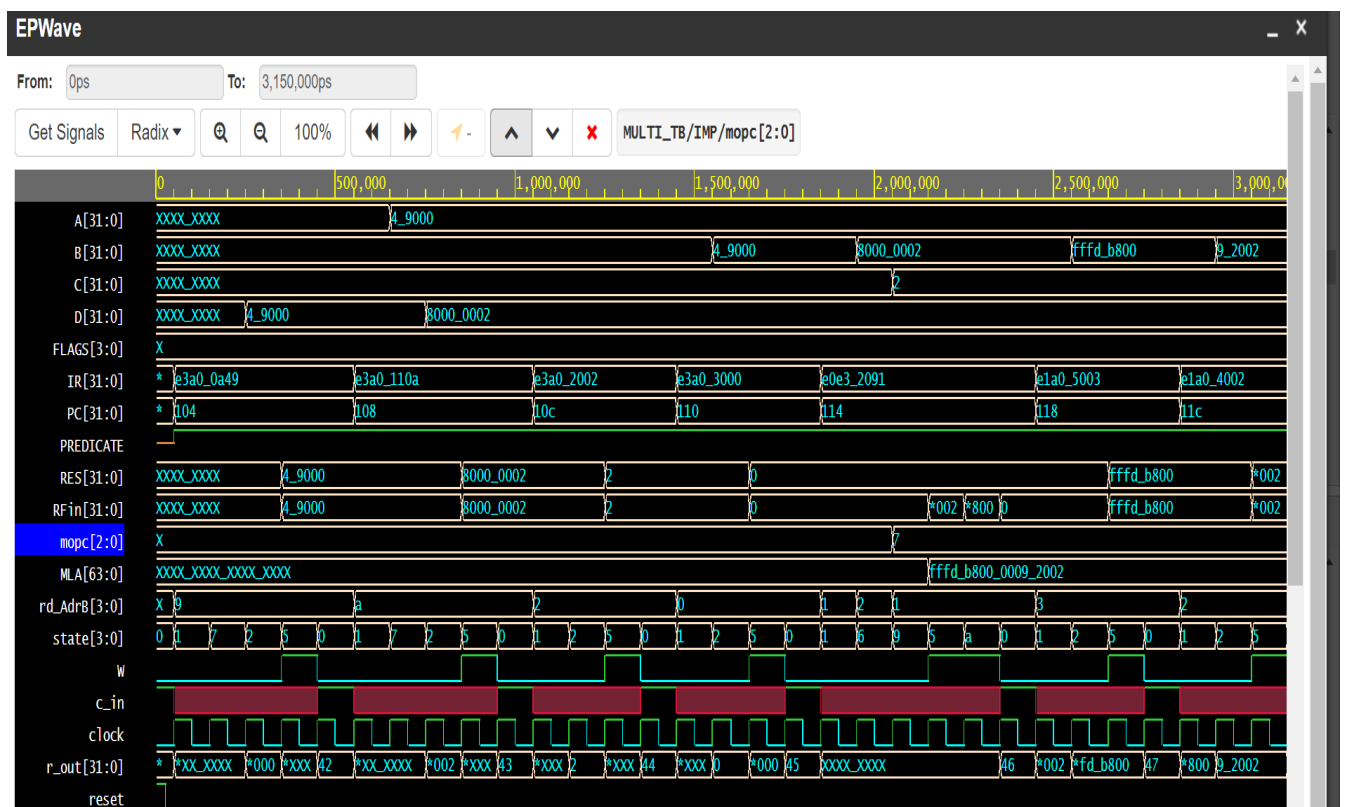 EPWave
From: 0ps To: 3,150,000ps
Get Signals Radix 100% - MULTI_TB/IMP/mopc[2:0]
0 500,000 1,000,000 1,500,000 2,000,000 2,500,000 3,000,0
A[31:0] XXXX_XXXX 4_9000
B[31:0] XXXX_XXXX 4_9000 8000_0002 fffd_b800 9_2002
C[31:0] XXXX_XXXX 2
D[31:0] XXXX_XXXX 4_9000 8000_0002
FLAGS[3:0] X
IR[31:0] * e3a0_0a49 e3a0_110a e3a0_2002 e3a0_3000 e0e3_2091 e1a0_5003 e1a0_4002
PC[31:0] * 104 108 10c 110 114 118 11c
PREDICATE
RES[31:0] XXXX_XXXX 4_9000 8000_0002 2 0 fffd_b800 *002
RFin[31:0] XXXX_XXXX 4_9000 8000_0002 2 0 *002 *800 0 fffd_b800 *002
mopc[2:0] X 7
MLA[63:0] XXXX_XXXX_XXXX_XXXX fffd_b800_0009_2002
rd_AdrB[3:0] X 9 a 2 0 1 2 1 3 2
state[3:0] 0 1 7 2 5 0 1 7 2 5 0 1 2 5 0 1 2 5 0 1 6 9 5 a 0 1 2 5 0 1 2 5
W
c_in
clock
r_out[31:0] * *XX_XXXX *000 *XXX 42 *XX_XXXX *002 *XXX 43 *XXX 2 *XXX 44 *XXX 0 *000 45 XXXX_XXXX 46 *002 *fd_b800 47 *800 9_2002
reset